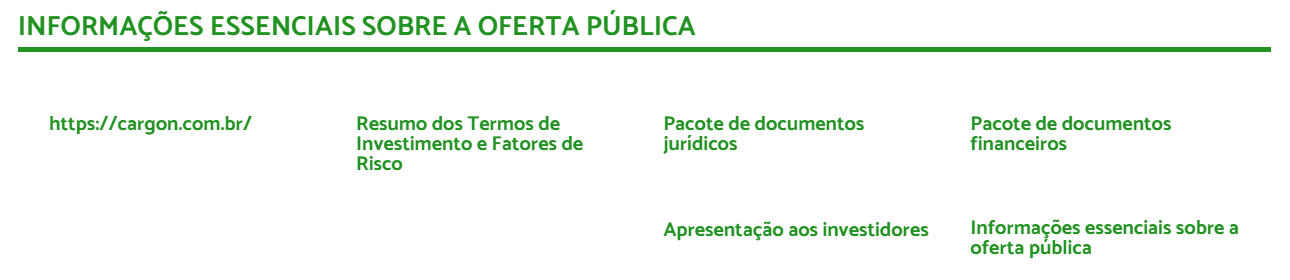 INFORMAÇÕES ESSENCIAIS SOBRE A OFERTA PÚBLICA
https://cargon.com.br/
Resumo dos Termos de
Investimento e Fatores de
Risco
Pacote de documentos
jurídicos
Pacote de documentos
financeiros
Apresentação aos investidores
Informações essenciais sobre a
oferta pública